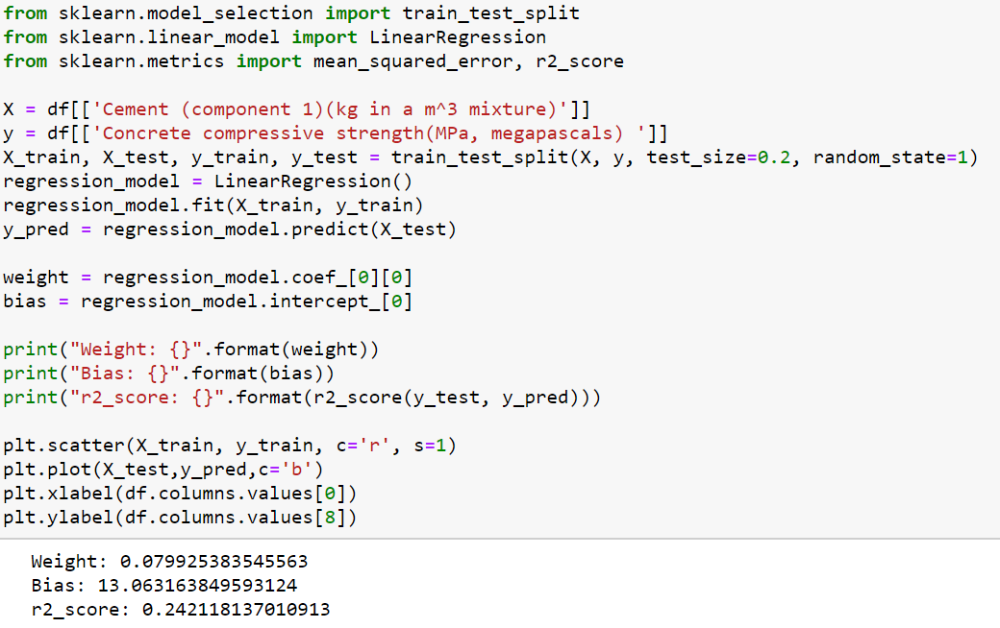 from sklearn.model_selection import train_test_split
from sklearn.linear_model import LinearRegression
from sklearn.metrics import mean_squared_error, r2_score

X = df[['Cement (component 1)(kg in a m^3 mixture)']]
y = df[['Concrete compressive strength(MPa, megapascals) ']]
X_train, X_test, y_train, y_test = train_test_split(X, y, test_size=0.2, random_state=1)
regression_model = LinearRegression()
regression_model.fit(X_train, y_train)
y_pred = regression_model.predict(X_test)

weight = regression_model.coef_[0][0]
bias = regression_model.intercept_[0]

print("Weight: {}".format(weight))
print("Bias: {}".format(bias))
print("r2_score: {}".format(r2_score(y_test, y_pred)))

plt.scatter(X_train, y_train, c='r', s=1)
plt.plot(X_test,y_pred,c='b')
plt.xlabel(df.columns.values[0])
plt.ylabel(df.columns.values[8])

Weight: 0.079925383545563
Bias: 13.063163849593124
r2_score: 0.242118137010913